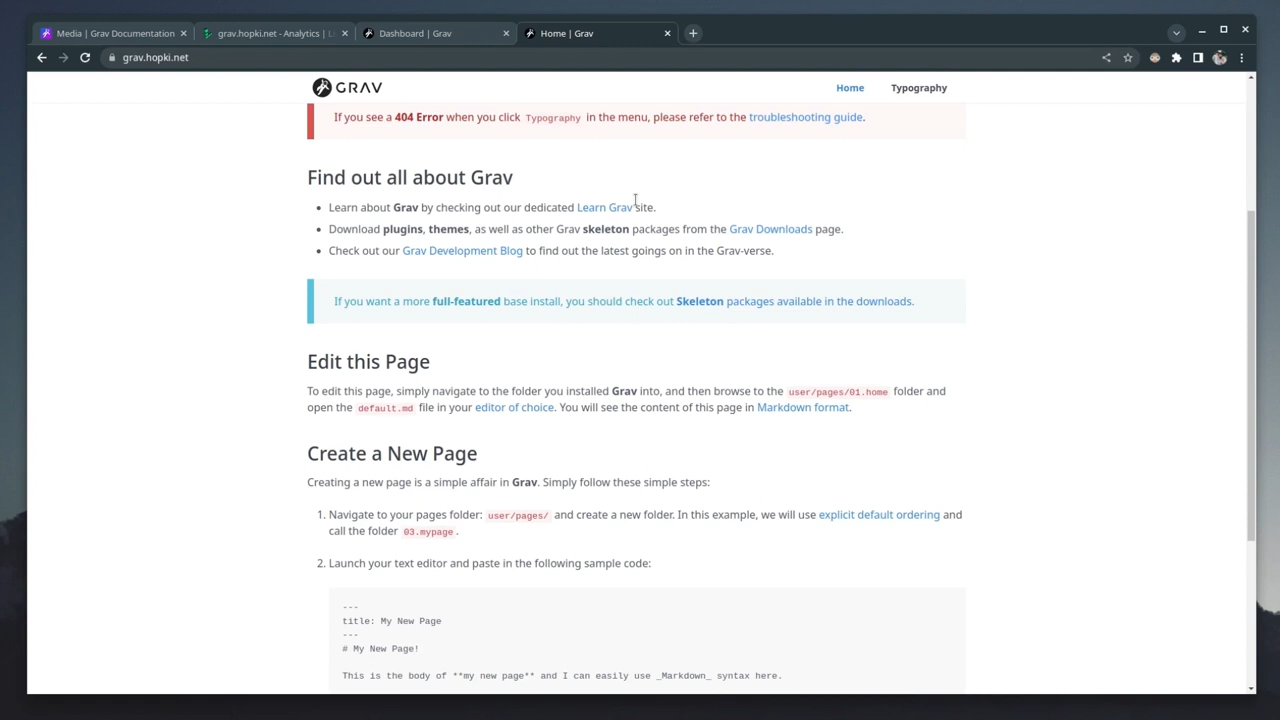 Media | Grav Documentation
grav.hopki.net - Analytics |
Dashboard | Grav
Home | Grav
grav.hopki.net
GRAV
Home
Typography
If you see a 404 Error when you click Typography in the menu, please refer to the troubleshooting guide.
Find out all about Grav
• Learn about Grav by checking out our dedicated Learn Grav site.
• Download plugins, themes, as well as other Grav skeleton packages from the Grav Downloads page.
• Check out our Grav Development Blog to find out the latest goings on in the Grav-verse.
If you want a more full-featured base install, you should check out Skeleton packages available in the downloads.
Edit this Page
To edit this page, simply navigate to the folder you installed Grav into, and then browse to the user/pages/01.home folder and
open the default.md file in your editor of choice. You will see the content of this page in Markdown format.
Create a New Page
Creating a new page is a simple affair in Grav. Simply follow these simple steps:
1. Navigate to your pages folder: user/pages/ and create a new folder. In this example, we will use explicit default ordering and
call the folder 03.mypage.
2. Launch your text editor and paste in the following sample code:
---
title: My New Page
---
# My New Page!
This is the body of **my new page** and I can easily use _Markdown_ syntax here.